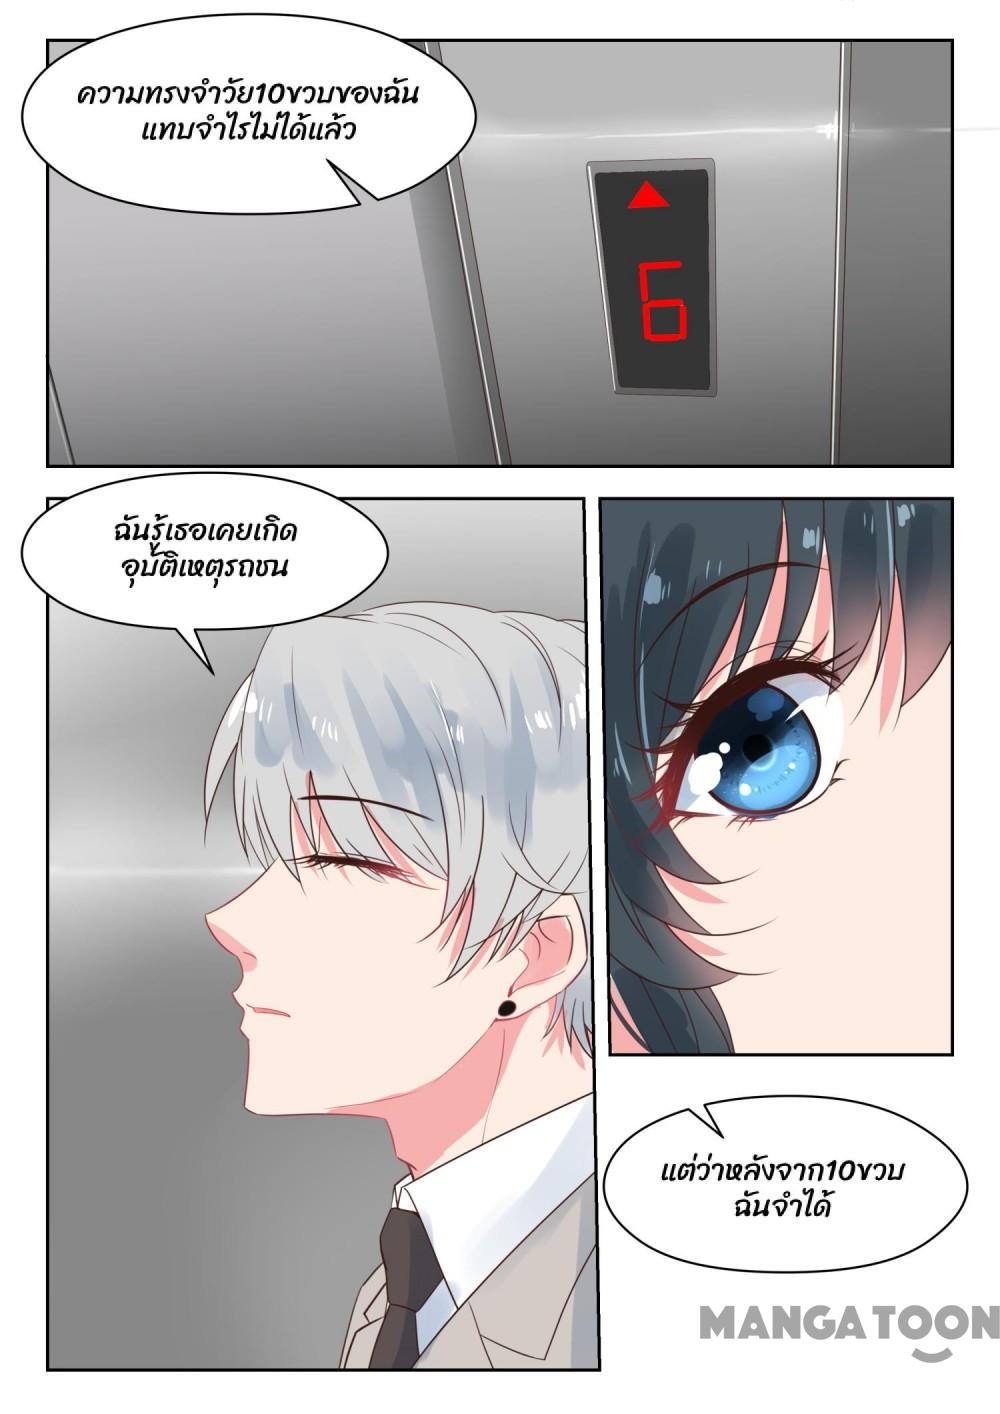 ความทรงจำวัย10ขวบของฉัน
แทบจำไรไม่ได้แล้ว
6
ฉันรู้เธอเคยเกิด
อุบัติเหตุรถชน
แต่ว่าหลังจาก10ขวบ
ฉันจำได้
MANGATOON